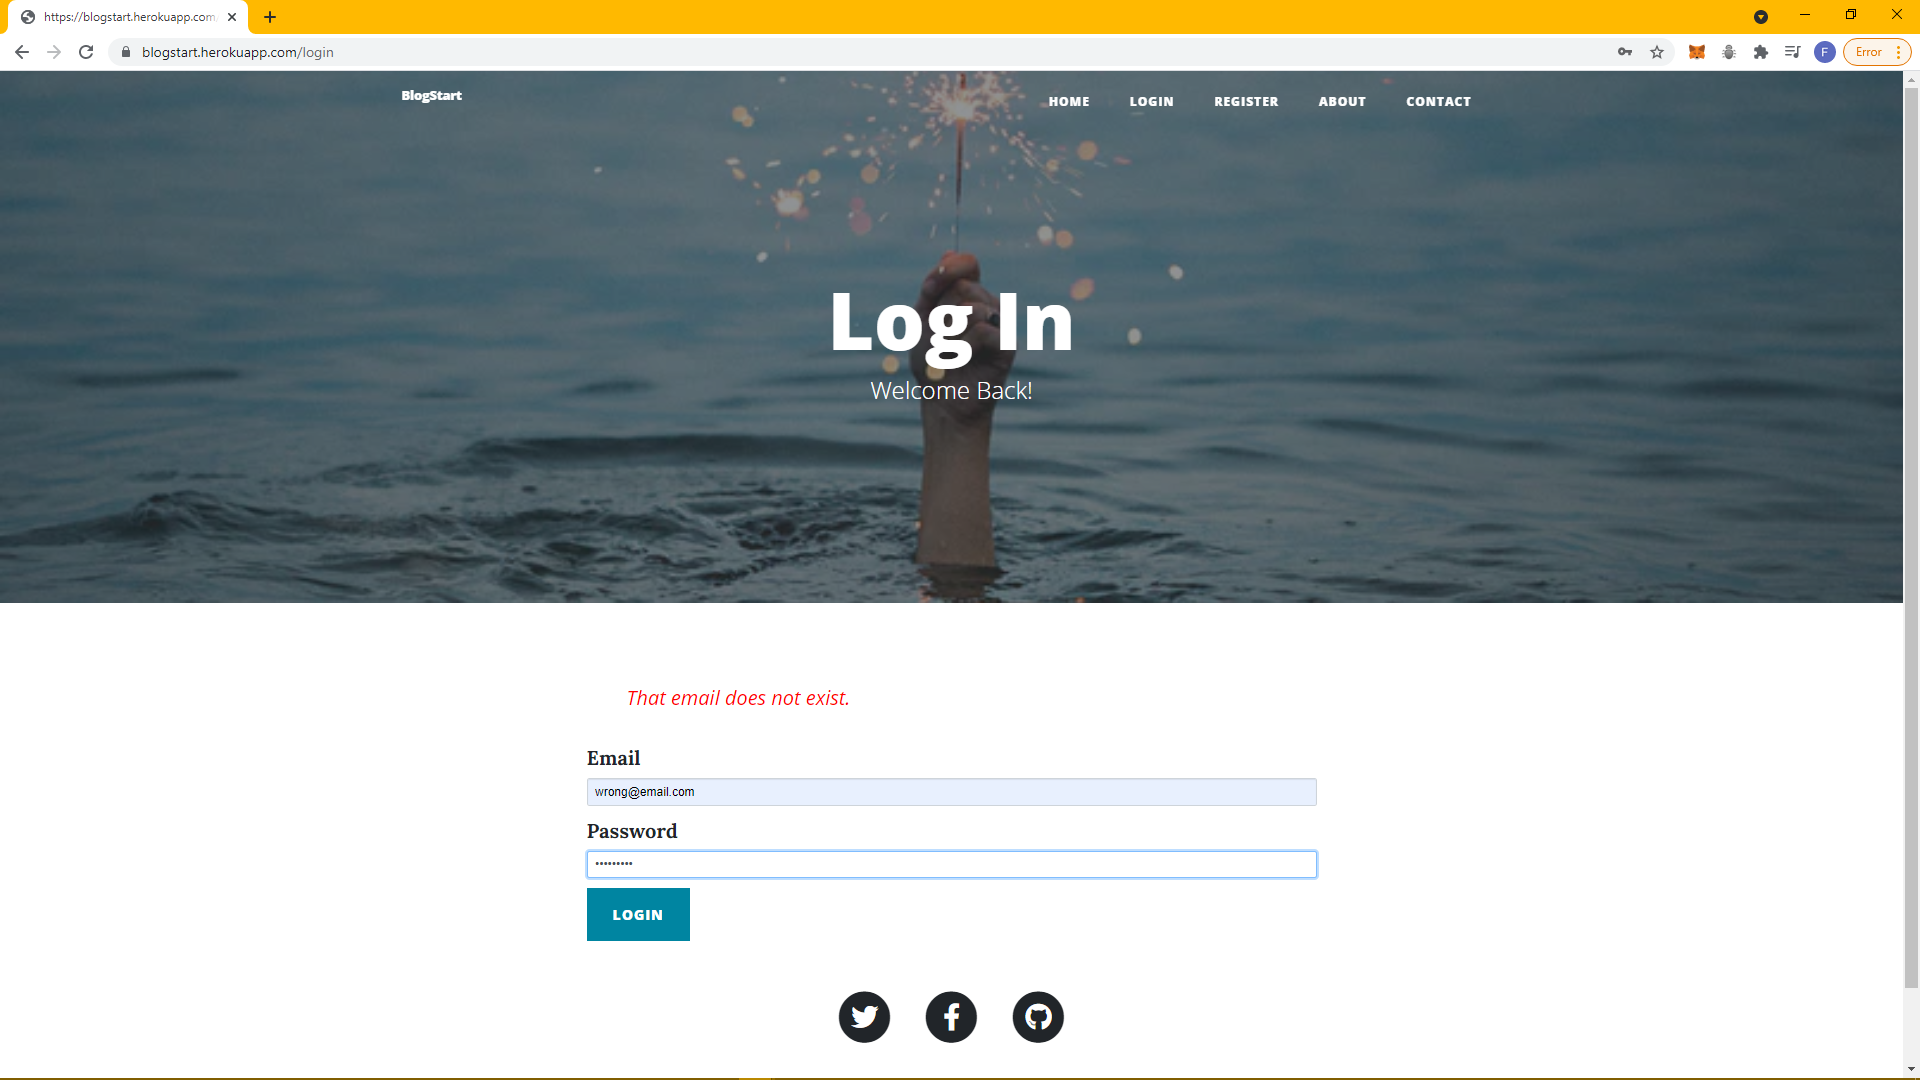 https://blogstart.herokuapp.com/
blogstart.herokuapp.com/login
F
Error
BlogStart
HOME
LOGIN
REGISTER
ABOUT
CONTACT
Log In
Welcome Back!
That email does not exist.
Email
wrong@email.com
Password
•••••••••
LOGIN